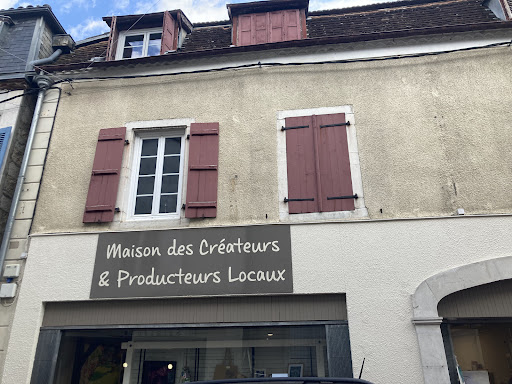 Maison des Créateurs
& Producteurs Locaux